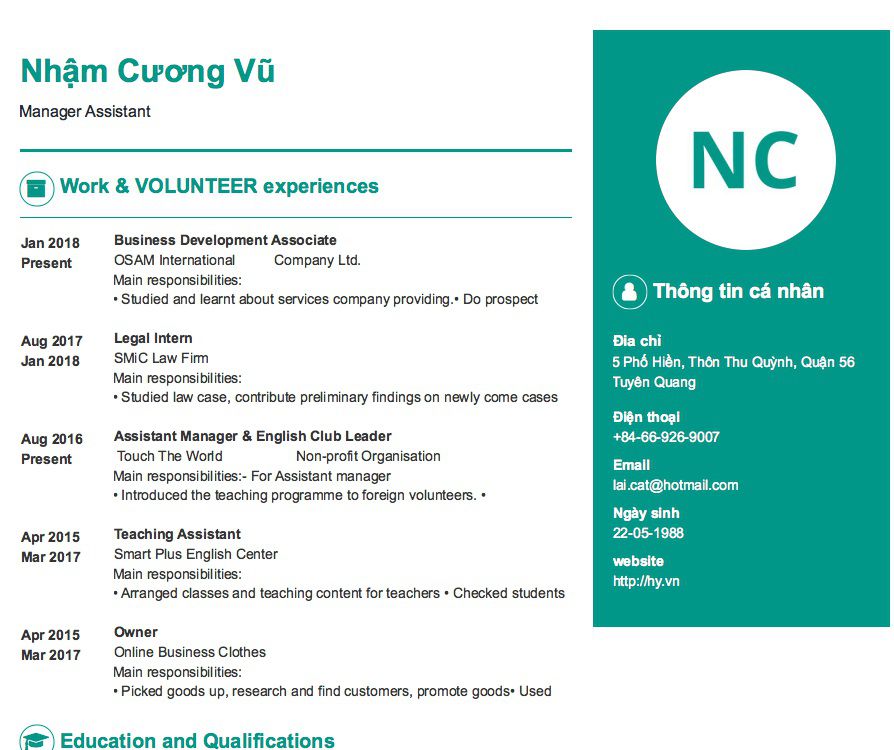 Nhậm Cương Vũ
Manager Assistant
Work & VOLUNTEER experiences
Jan 2018
Present
Business Development Associate
OSAM International Company Ltd.
Main responsibilities:
• Studied and learnt about services company providing.• Do prospect
Aug 2017
Jan 2018
Legal Intern
SMiC Law Firm
Main responsibilities:
• Studied law case, contribute preliminary findings on newly come cases
Aug 2016
Present
Assistant Manager & English Club Leader
Touch The World Non-profit Organisation
Main responsibilities:- For Assistant manager
• Introduced the teaching programme to foreign volunteers. •
Apr 2015
Mar 2017
Teaching Assistant
Smart Plus English Center
Main responsibilities:
• Arranged classes and teaching content for teachers • Checked students
Apr 2015
Mar 2017
Owner
Online Business Clothes
Main responsibilities:
• Picked goods up, research and find customers, promote goods• Used
Education and Qualifications
NC
Thông tin cá nhân
Địa chỉ
5 Phố Hiền, Thôn Thu Quỳnh, Quận 56
Tuyên Quang
Điện thoại
+84-66-926-9007
Email
lai.cat@hotmail.com
Ngày sinh
22-05-1988
website
http://hy.vn